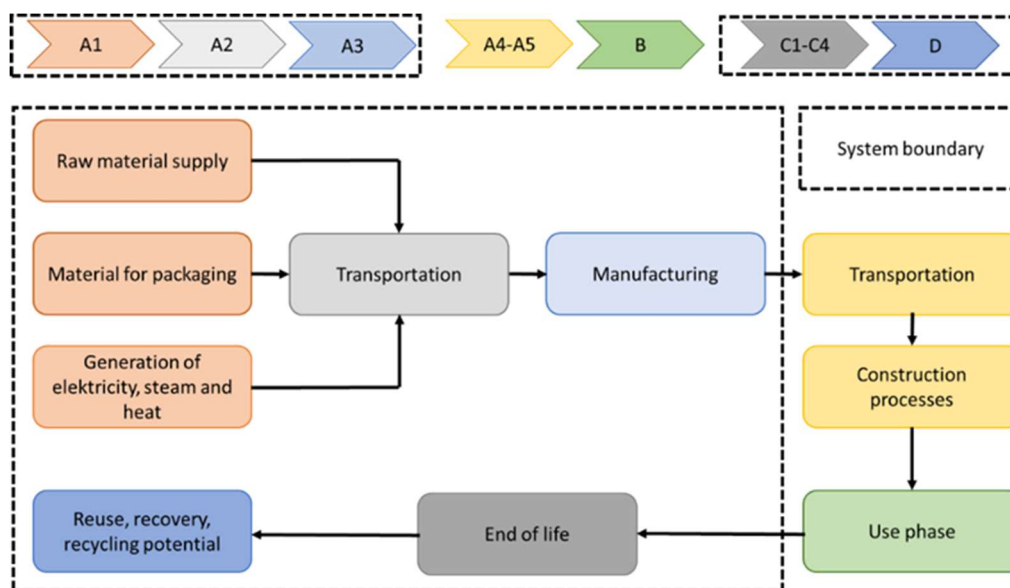 A1
A2
A3
A4-A5
B
C1-C4
D
Raw material supply
System boundary
Material for packaging
Transportation
Manufacturing
Transportation
Generation of
elektricity, steam and
heat
Construction
processes
Reuse, recovery,
recycling potential
End of life
Use phase